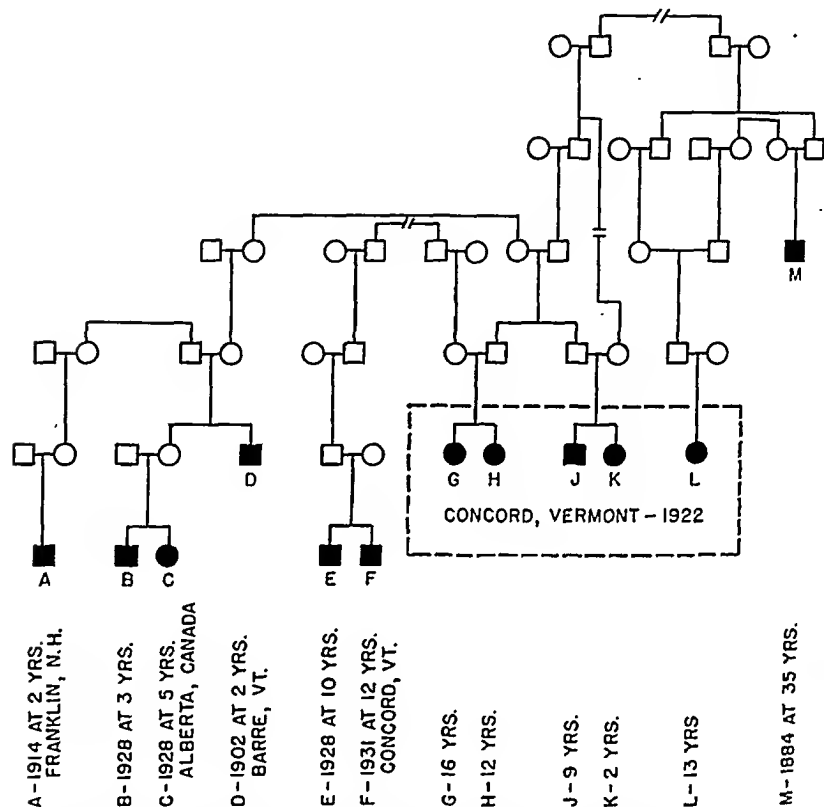 M
D
G
H
J
K
L
CONCORD, VERMONT – 1922
A
B
C
E
F
A–1914 AT 2 YRS.
FRANKLIN, N.H.
B–1928 AT 3 YRS.
C–1928 AT 5 YRS.
ALBERTA, CANADA
D–1902 AT 2 YRS.
BARRE, VT.
E–1928 AT 10 YRS.
F–1931 AT 12 YRS.
CONCORD, VT.
G–16 YRS.
H–12 YRS.
J–9 YRS.
K–2 YRS.
L–13 YRS
M–1884 AT 35 YRS.